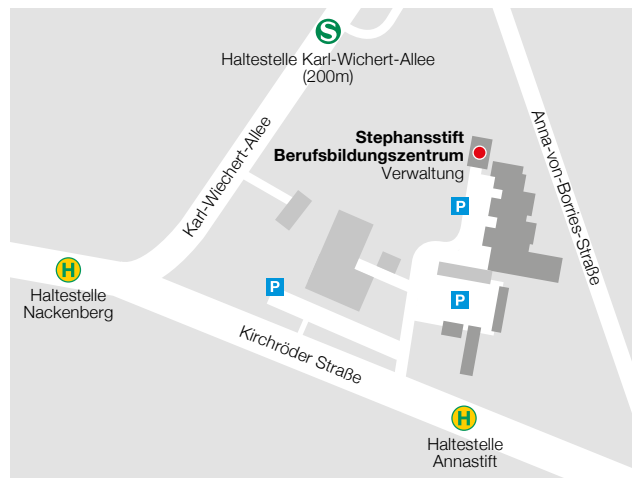 S
Haltestelle Karl-Wichert-Allee
(200m)
Karl-Wiechert-Allee
Stephansstift
Berufsbildungszentrum
Verwaltung
Anna-von-Borries-Straße
P
H
Haltestelle
Nackenberg
P
P
Kirchröder Straße
H
Haltestelle
Annastift